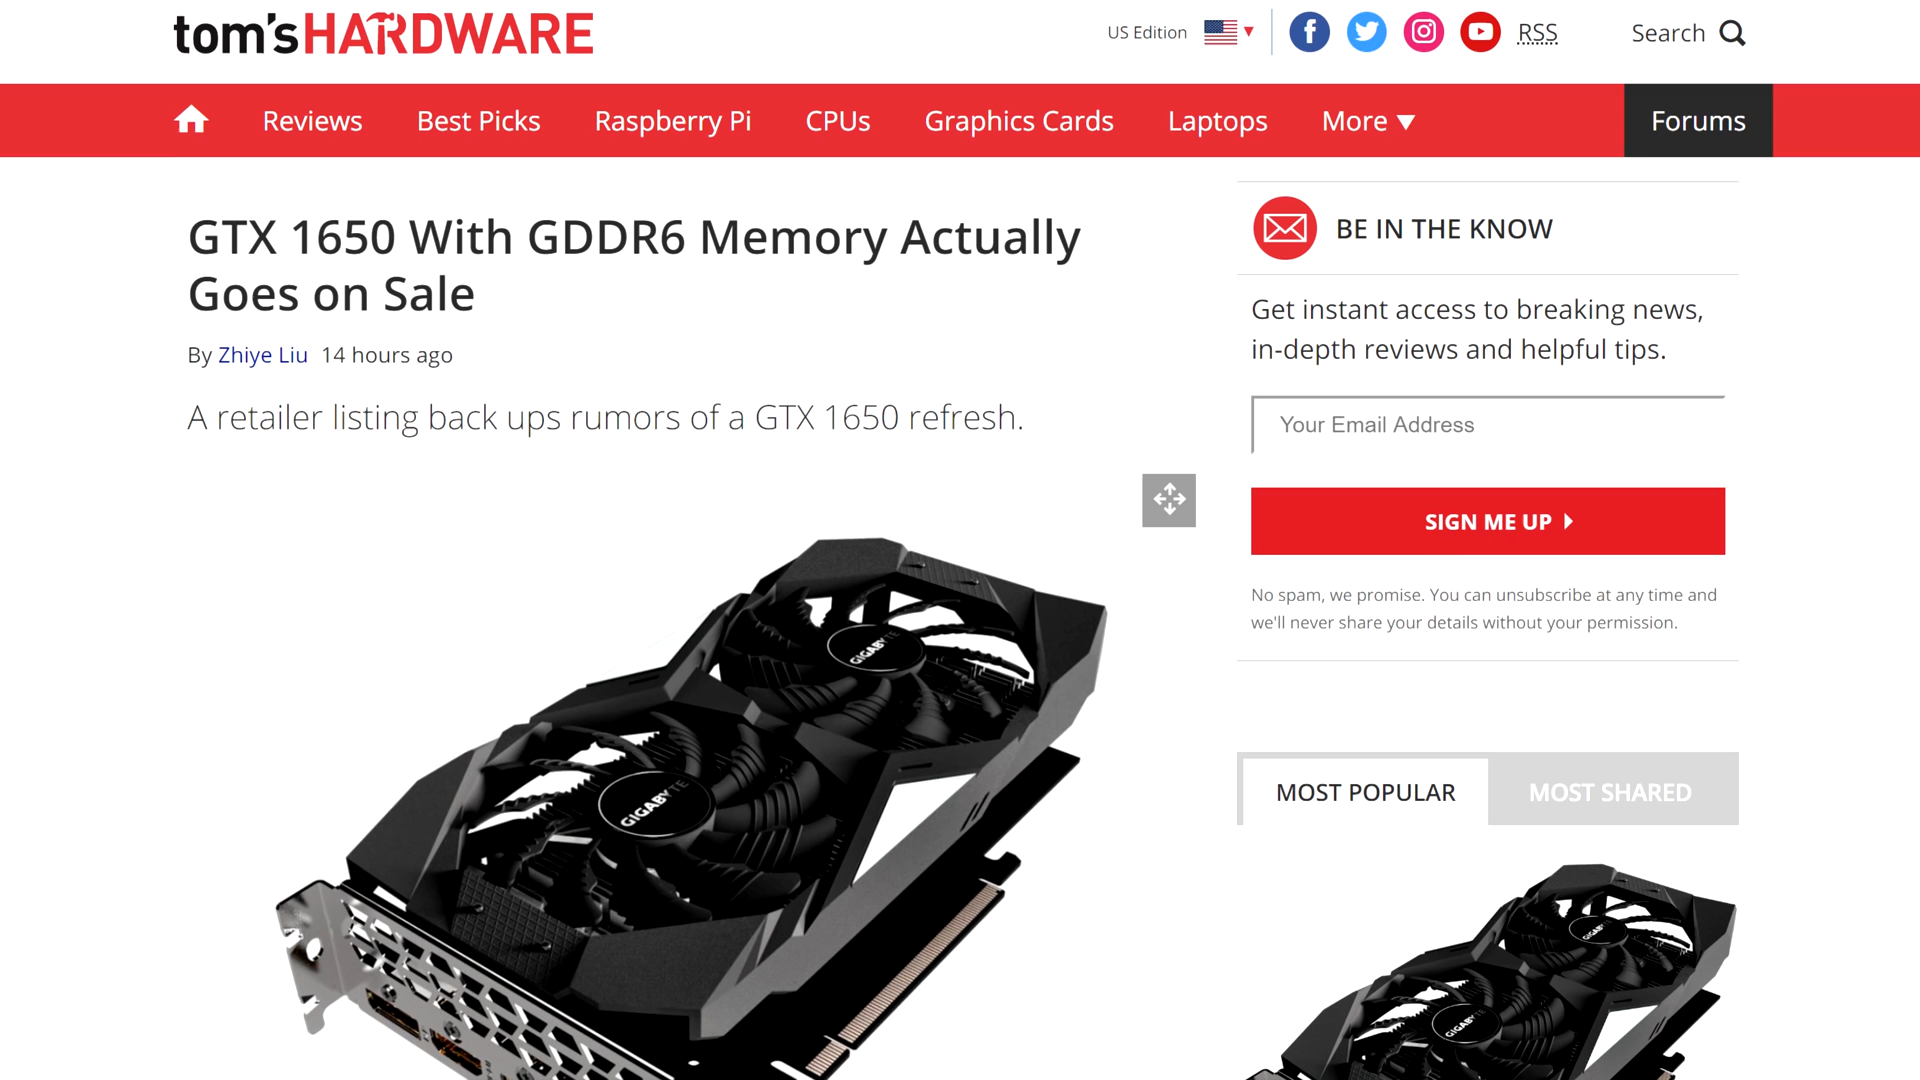 tom'sHARDWARE
US Edition
RSS
Search
Reviews
Best Picks
Raspberry Pi
CPUs
Graphics Cards
Laptops
More
Forums
GTX 1650 With GDDR6 Memory Actually
Goes on Sale
By Zhiye Liu 14 hours ago
A retailer listing back ups rumors of a GTX 1650 refresh.
GIGABYTE
GIGABYTE
BE IN THE KNOW
Get instant access to breaking news,
in-depth reviews and helpful tips.
Your Email Address
SIGN ME UP
No spam, we promise. You can unsubscribe at any time and
we'll never share your details without your permission.
MOST POPULAR
MOST SHARED
GIGABYTE
GIGABYTE